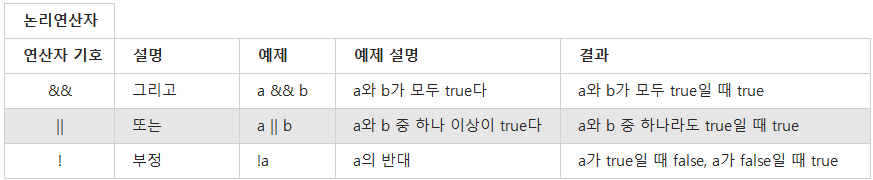 논리연산자
연산자 기호 설명 예제 예제 설명 결과
&& 그리고 a && b a와 b가 모두 true다 a와 b가 모두 true일 때 true
|| 또는 a || b a와 b 중 하나 이상이 true다 a와 b 중 하나라도 true일 때 true
! 부정 !a a의 반대 a가 true일 때 false, a가 false일 때 true